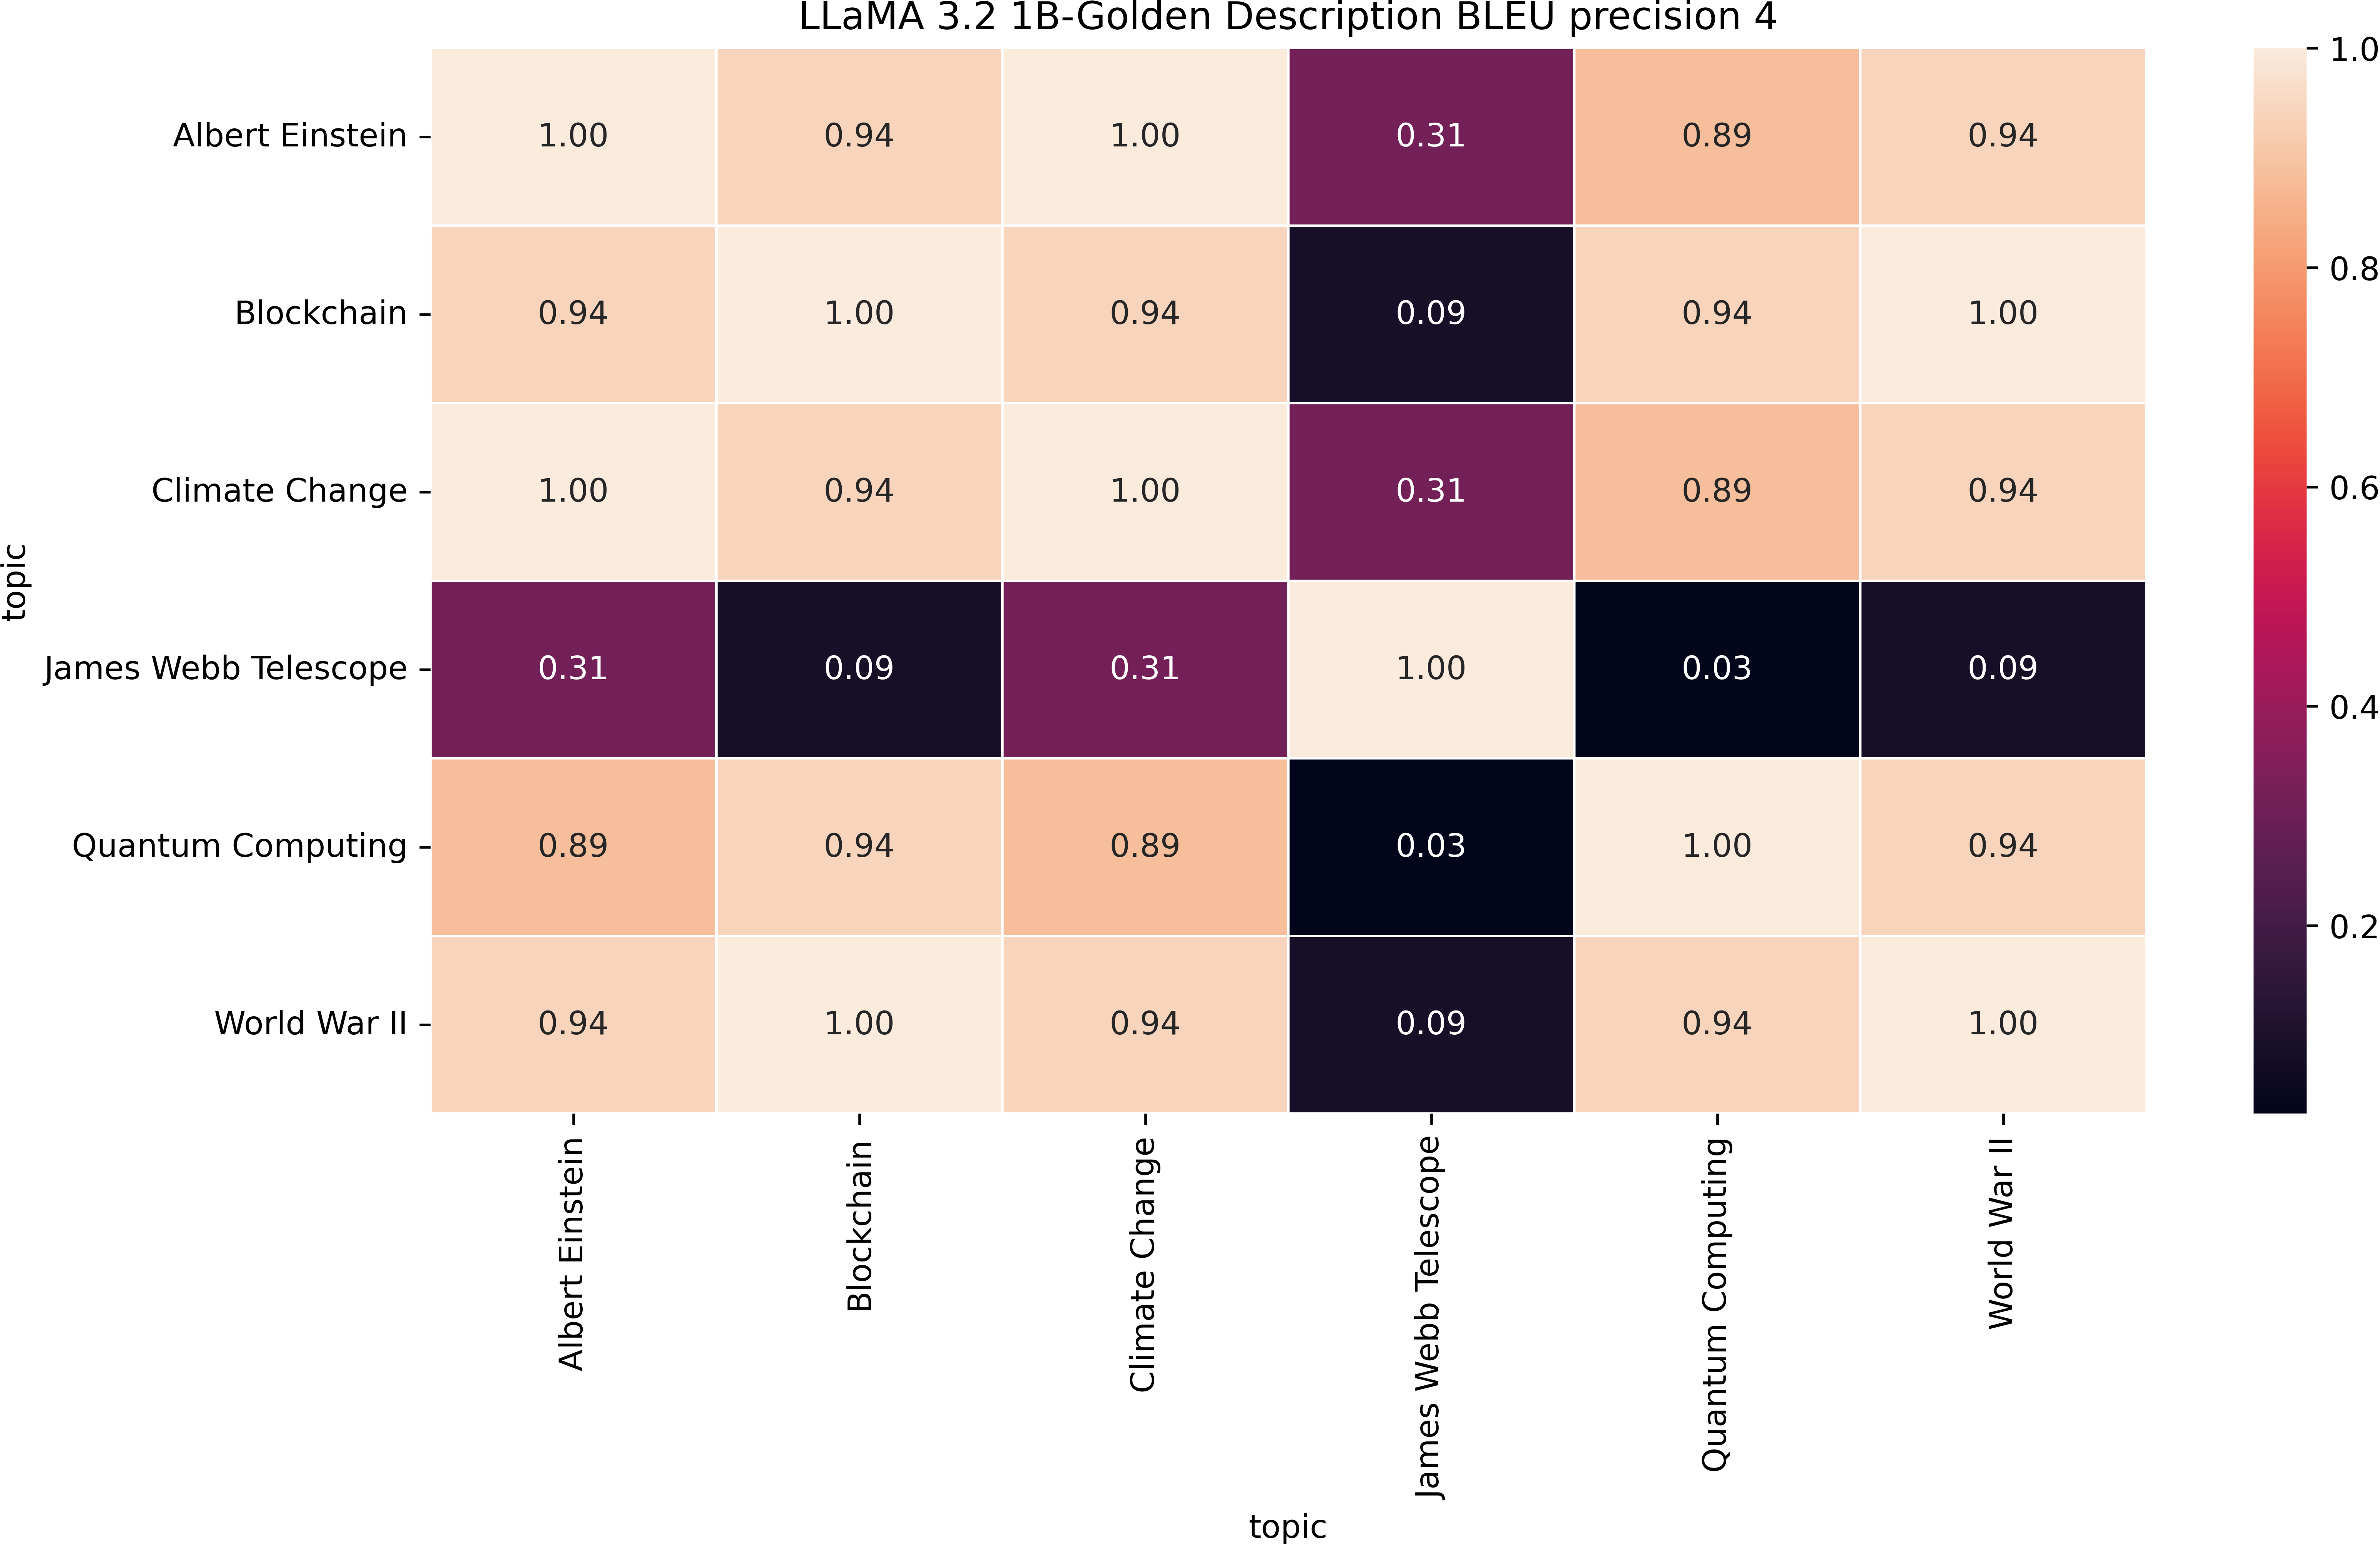 LLaMA 3.2 1B-Golden Description BLEU precision 4
Albert Einstein 1.00 0.94 1.00 0.31 0.89 0.94
Blockchain 0.94 1.00 0.94 0.09 0.94 1.00
Climate Change 1.00 0.94 1.00 0.31 0.89 0.94
James Webb Telescope 0.31 0.09 0.31 1.00 0.03 0.09
Quantum Computing 0.89 0.94 0.89 0.03 1.00 0.94
World War II 0.94 1.00 0.94 0.09 0.94 1.00
topic
Albert Einstein
Blockchain
Climate Change
James Webb Telescope
Quantum Computing
World War II
topic
1.0
0.8
0.6
0.4
0.2